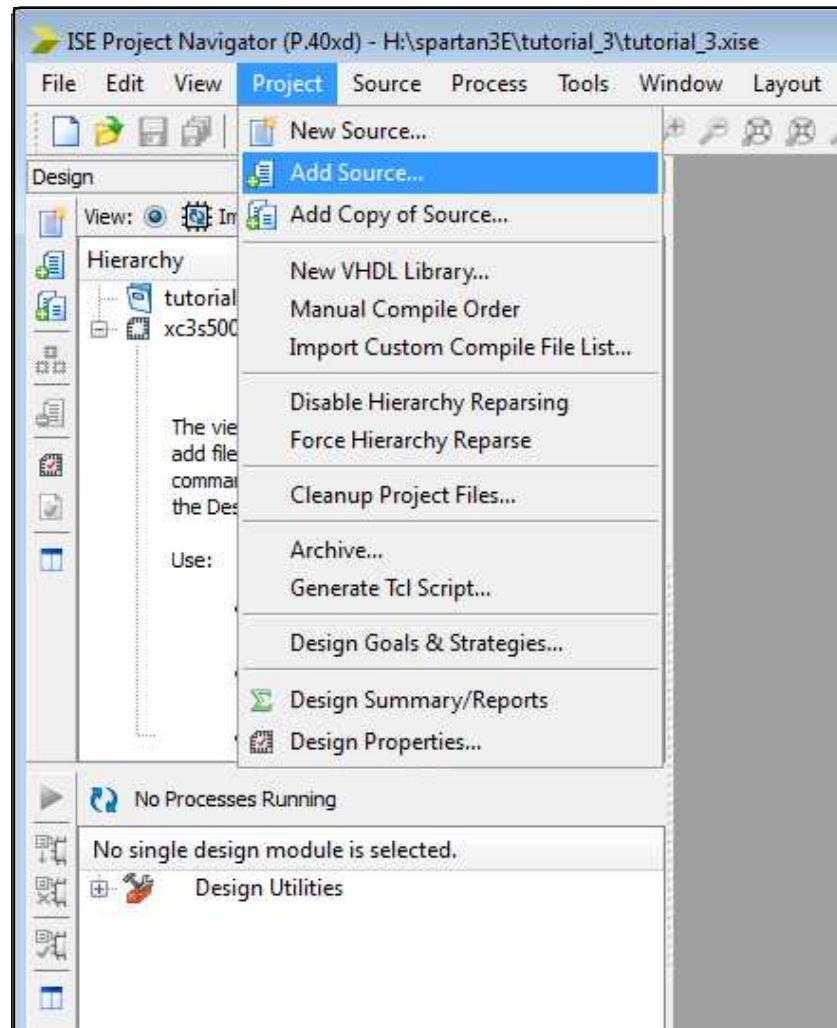 ISE Project Navigator (P.40xd) - H:\spartan3E\tutorial_3\tutorial_3.xise
File Edit View Project Source Process Tools Window Layout
New Source...
Design
Add Source...
View: Im
Add Copy of Source...
Hierarchy
New VHDL Library...
tutorial
Manual Compile Order
xc3s500
Import Custom Compile File List...
Disable Hierarchy Reparsing
The vie
Force Hierarchy Reparse
add file
comman
Cleanup Project Files...
the Des
Archive...
Use:
Generate Tcl Script...
Design Goals & Strategies...
Design Summary/Reports
Design Properties...
No Processes Running
No single design module is selected.
Design Utilities